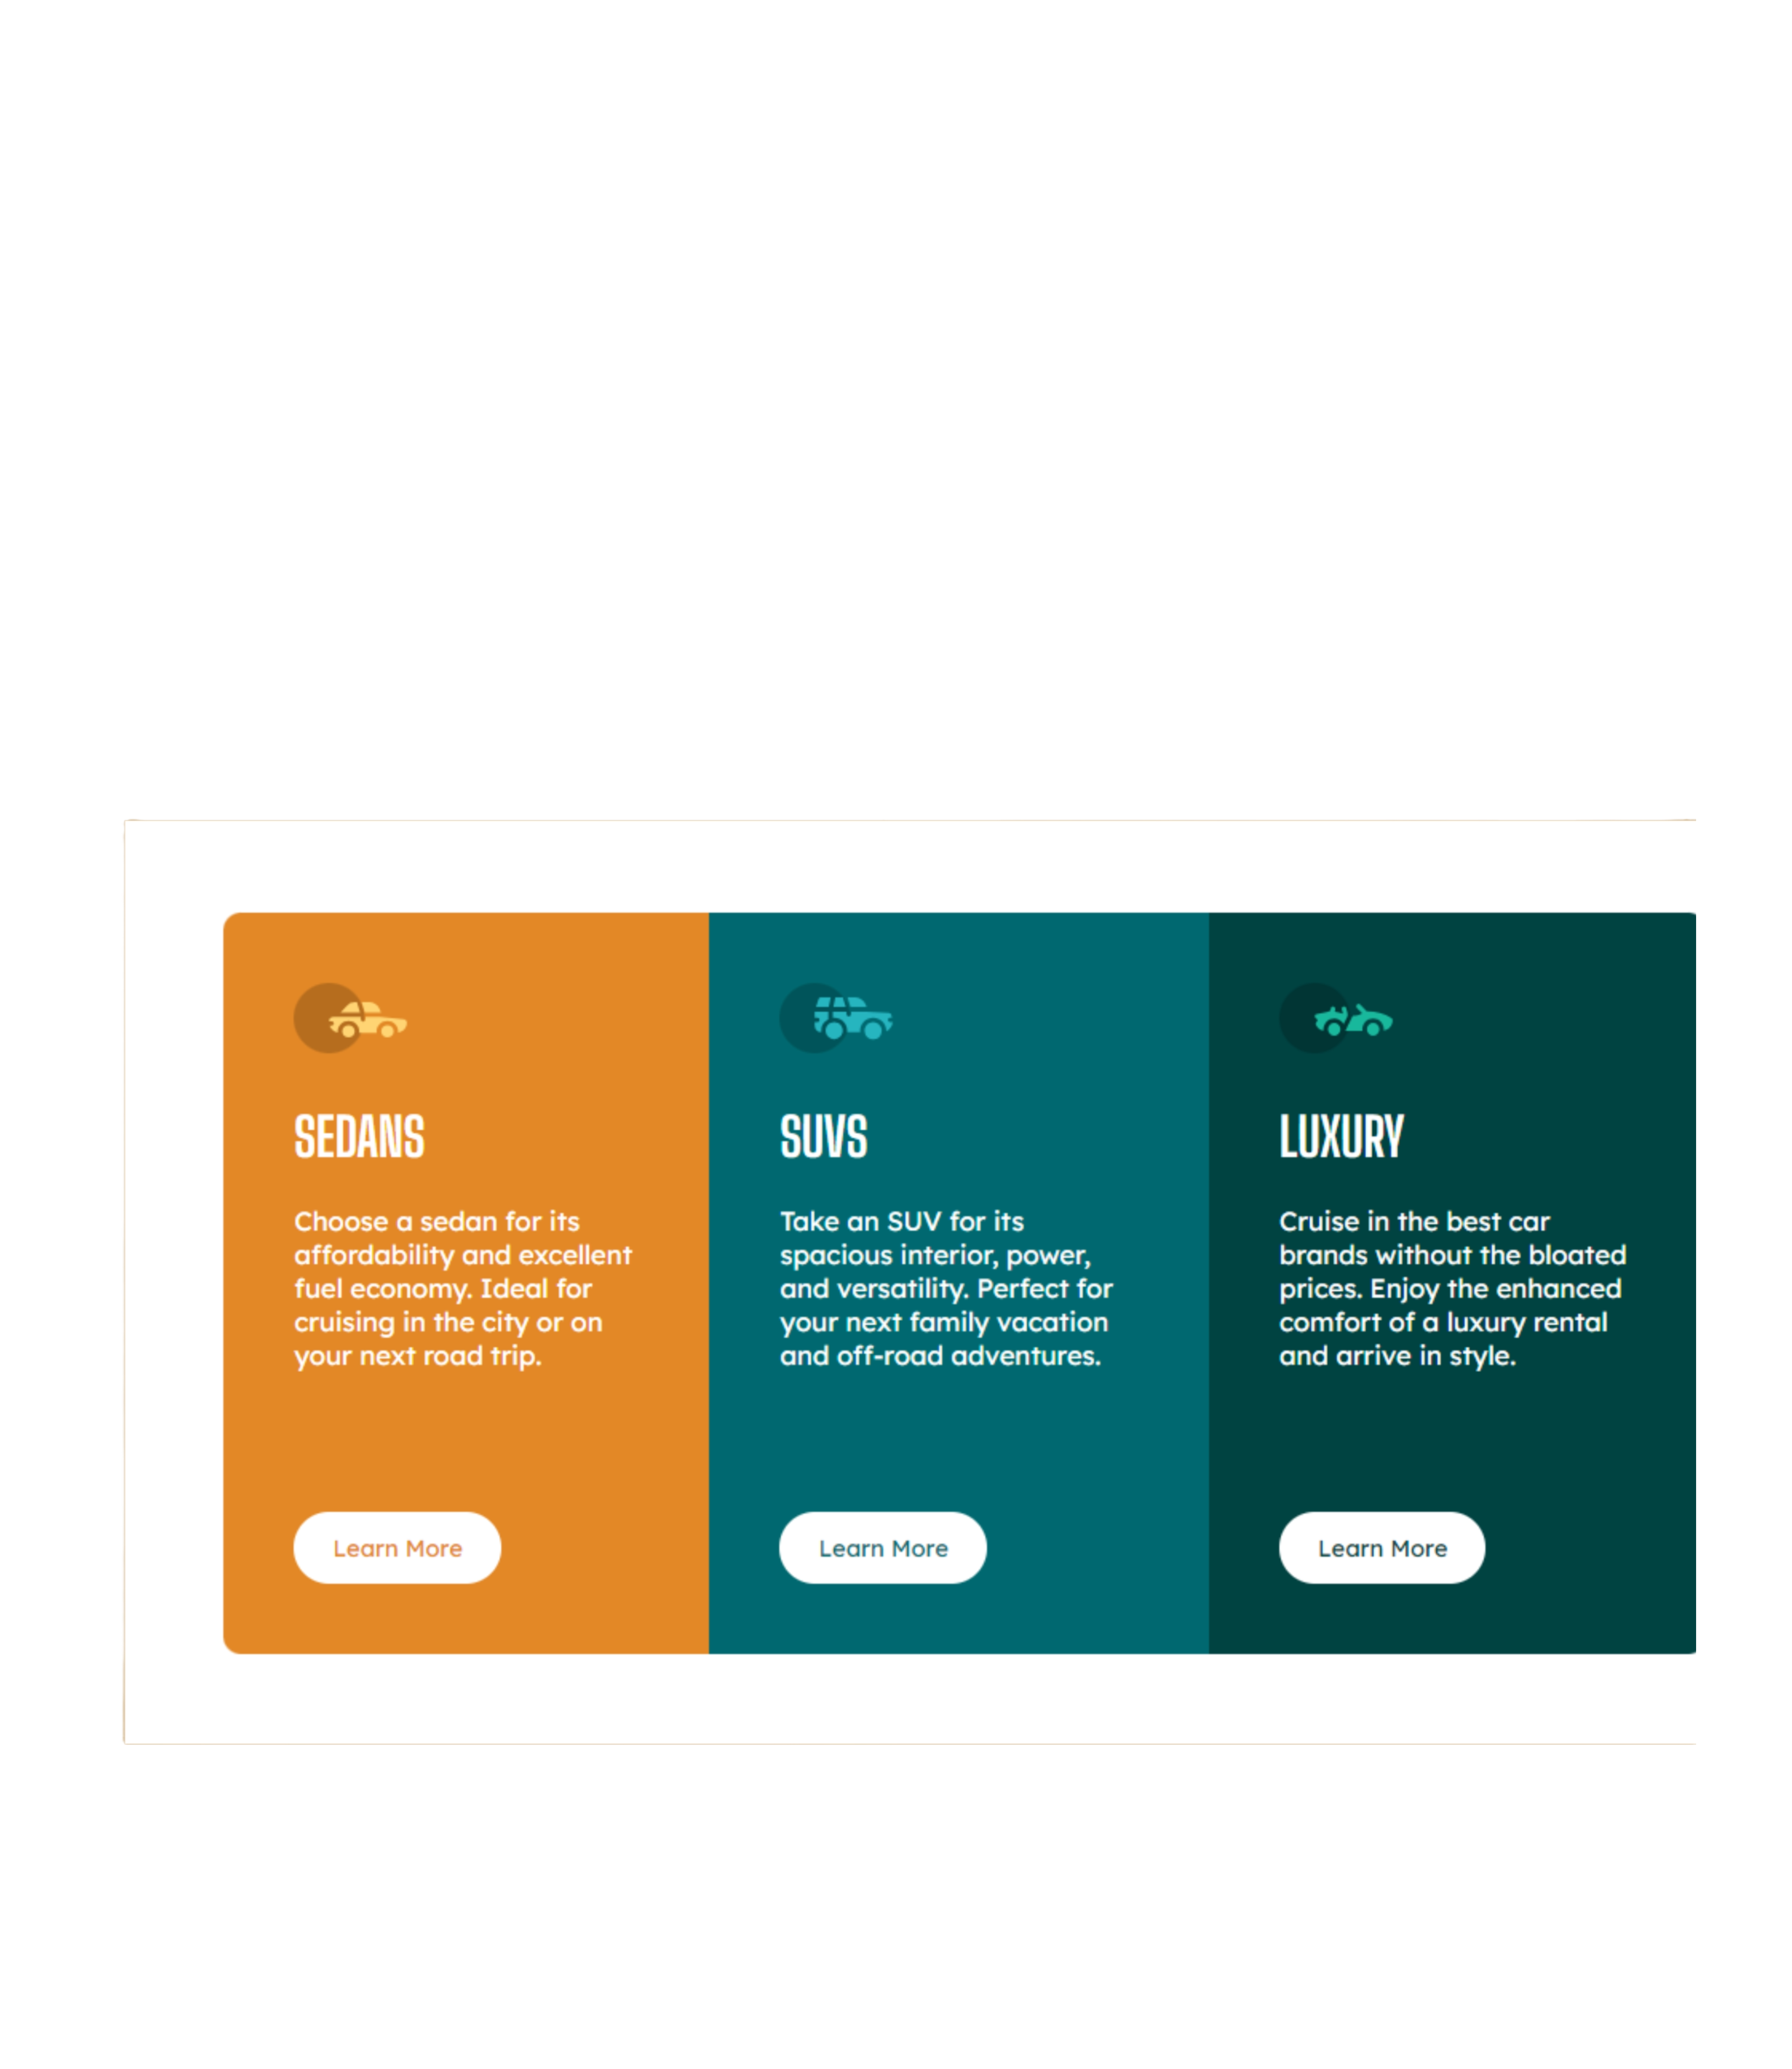 SEDANS
Choose a sedan for its
affordability and excellent
fuel economy. Ideal for
cruising in the city or on
your next road trip.
Learn More
SUVS
Take an SUV for its
spacious interior, power,
and versatility. Perfect for
your next family vacation
and off-road adventures.
Learn More
LUXURY
Cruise in the best car
brands without the bloated
prices. Enjoy the enhanced
comfort of a luxury rental
and arrive in style.
Learn More